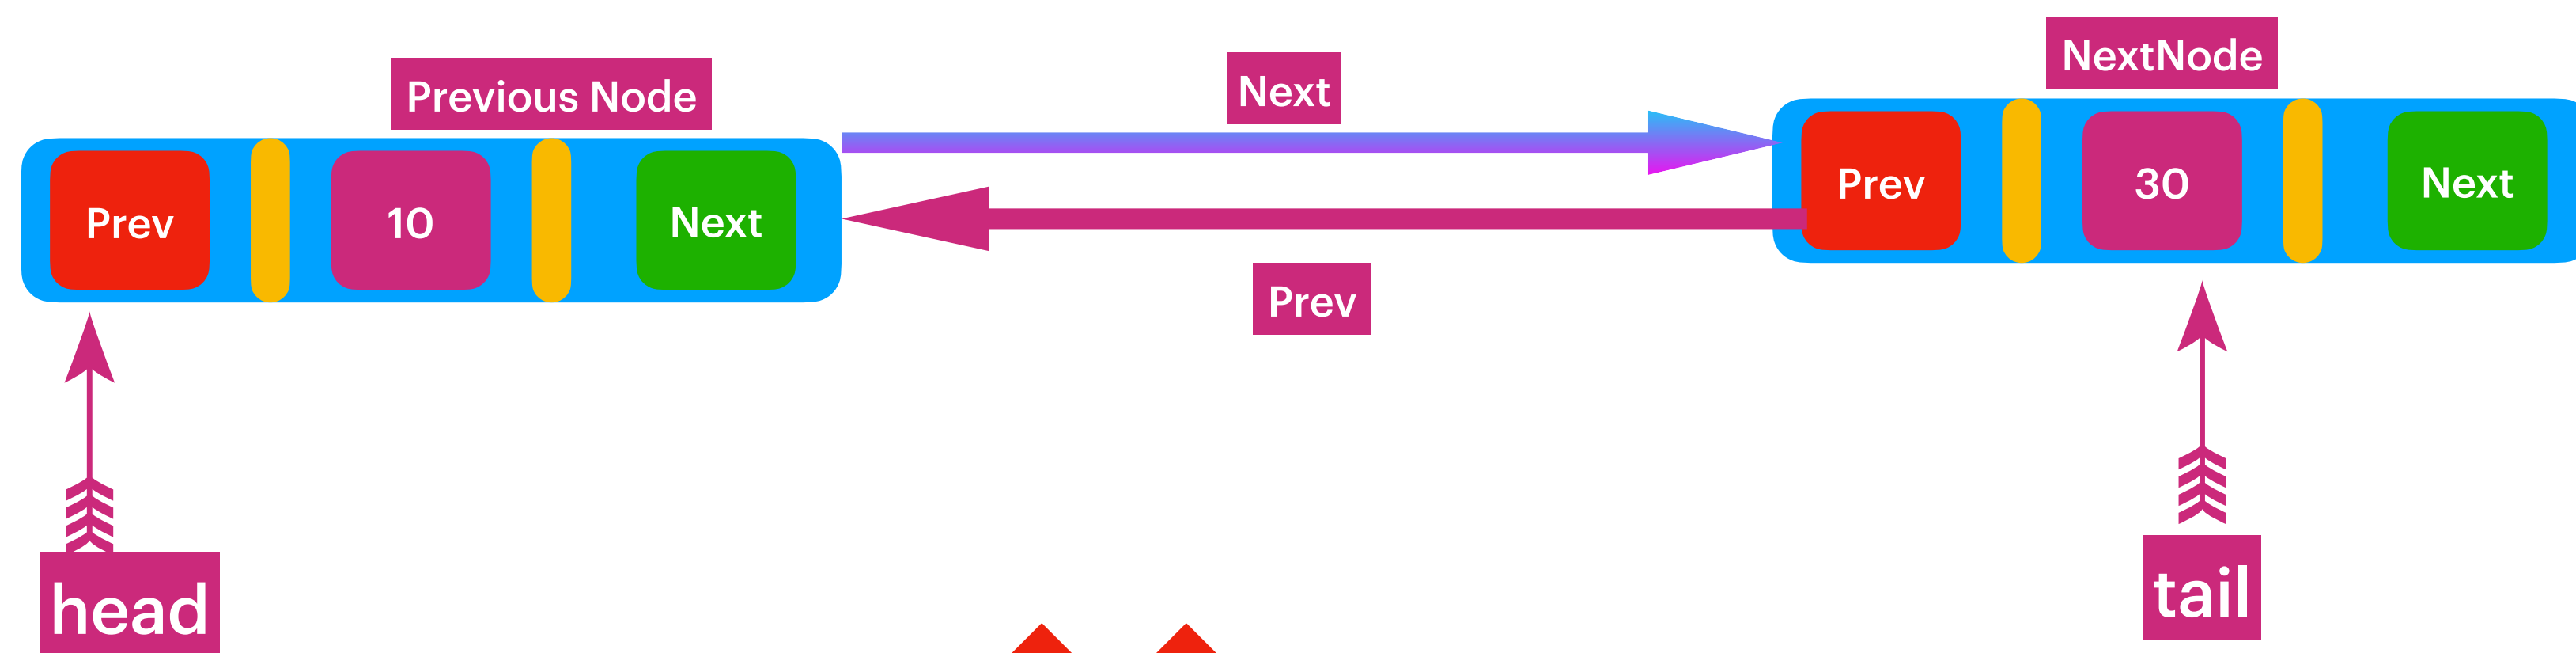 Previous Node
Next
NextNode
Prev
10
Next
Prev
30
Next
Prev
head
tail